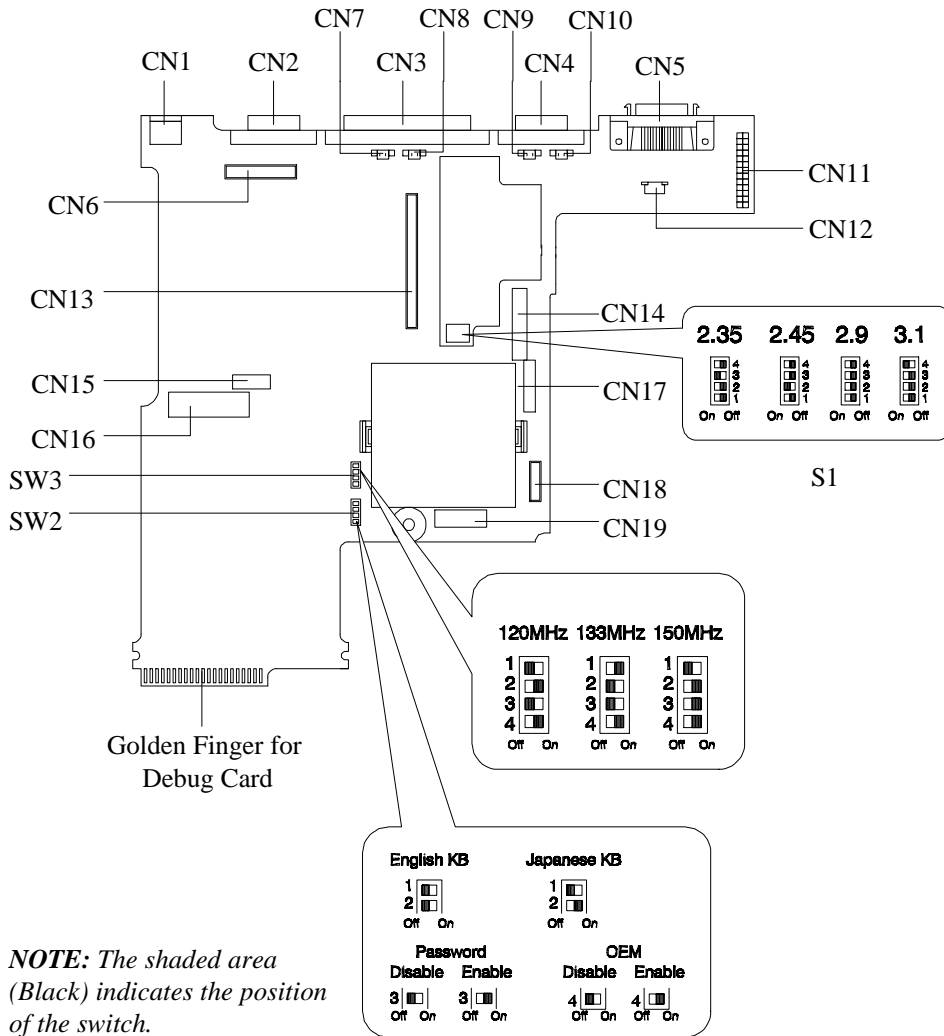 CN7 CN8 CN9 CN10
CN1 CN2 CN3 CN4 CN5
CN6
CN11
CN12
CN13
CN14
2.35 2.45 2.9 3.1
4 4 4 4
3 3 3 3
2 2 2 2
1 1 1 1
On Off On Off On Off On Off
S1
CN15
CN17
CN16
SW3
CN18
SW2
CN19
120MHz 133MHz 150MHz
1 1 1
2 2 2
3 3 3
4 4 4
Off On Off On Off On
Golden Finger for
Debug Card
English KB Japanese KB
1 1
2 2
Off On Off On
Password OEM
Disable Enable Disable Enable
3 3 4 4
Off On Off On Off On Off On
NOTE: The shaded area
(Black) indicates the position
of the switch.